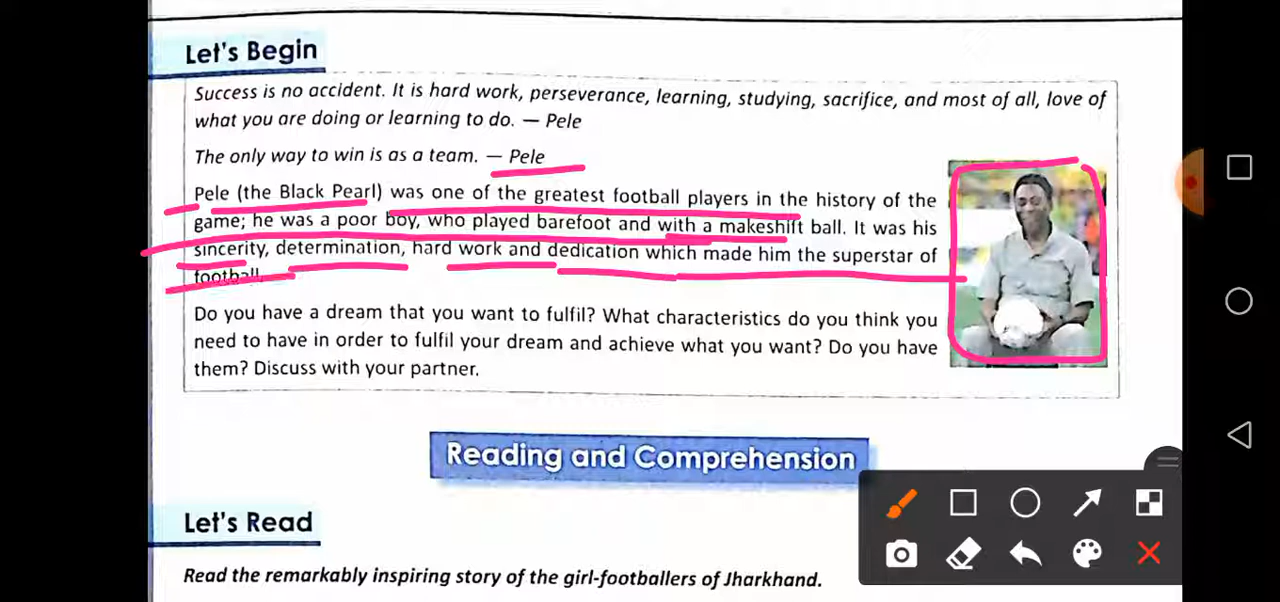 Let's Begin
Success is no accident. It is hard work, perseverance, learning, studying, sacrifice, and most of all, love of
what you are doing or learning to do. — Pele
The only way to win is as a team. — Pele
Pele (the Black Pearl) was one of the greatest football players in the history of the
game; he was a poor boy, who played barefoot and with a makeshift ball. It was his
sincerity, determination, hard work and dedication which made him the superstar of
football.
Do you have a dream that you want to fulfil? What characteristics do you think you
need to have in order to fulfil your dream and achieve what you want? Do you have
them? Discuss with your partner.
Reading and Comprehension
Let's Read
Read the remarkably inspiring story of the girl-footballers of Jharkhand.